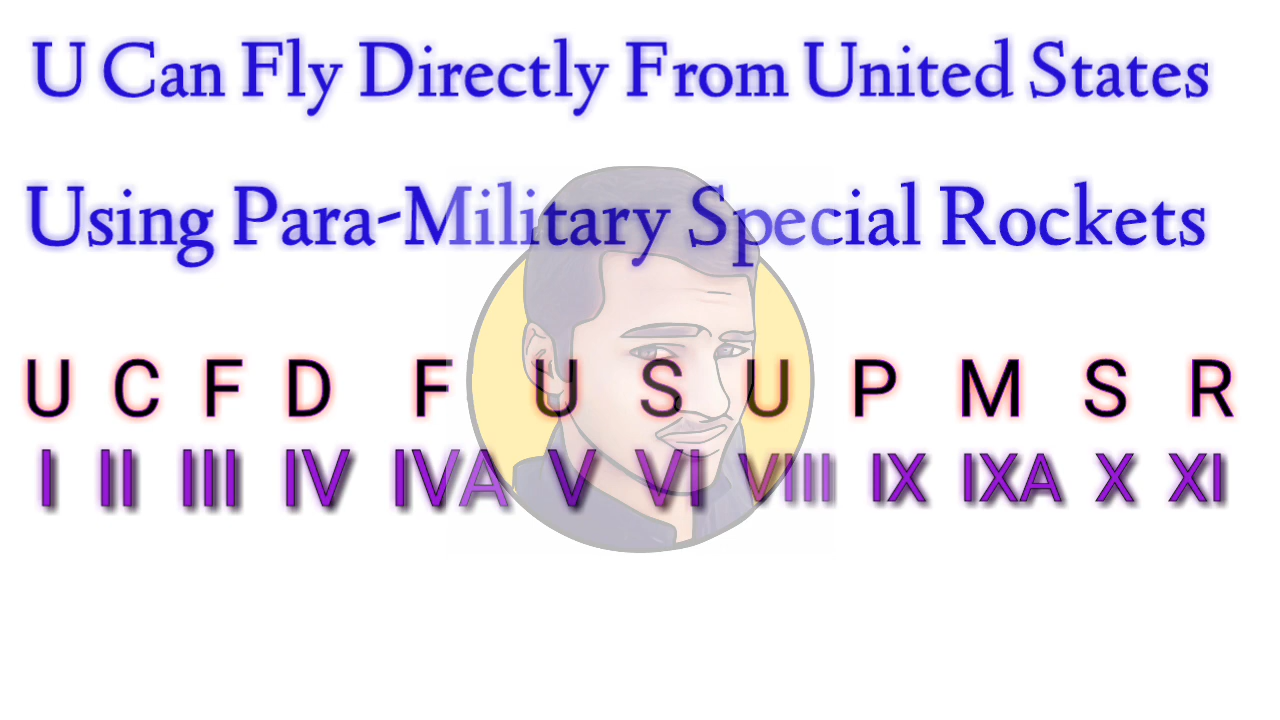 U Can Fly Directly From United States
Using Para-Military Special Rockets
U C F D F U S U P M S R
I II III IV IVA V VI VIII IX IXA X XI